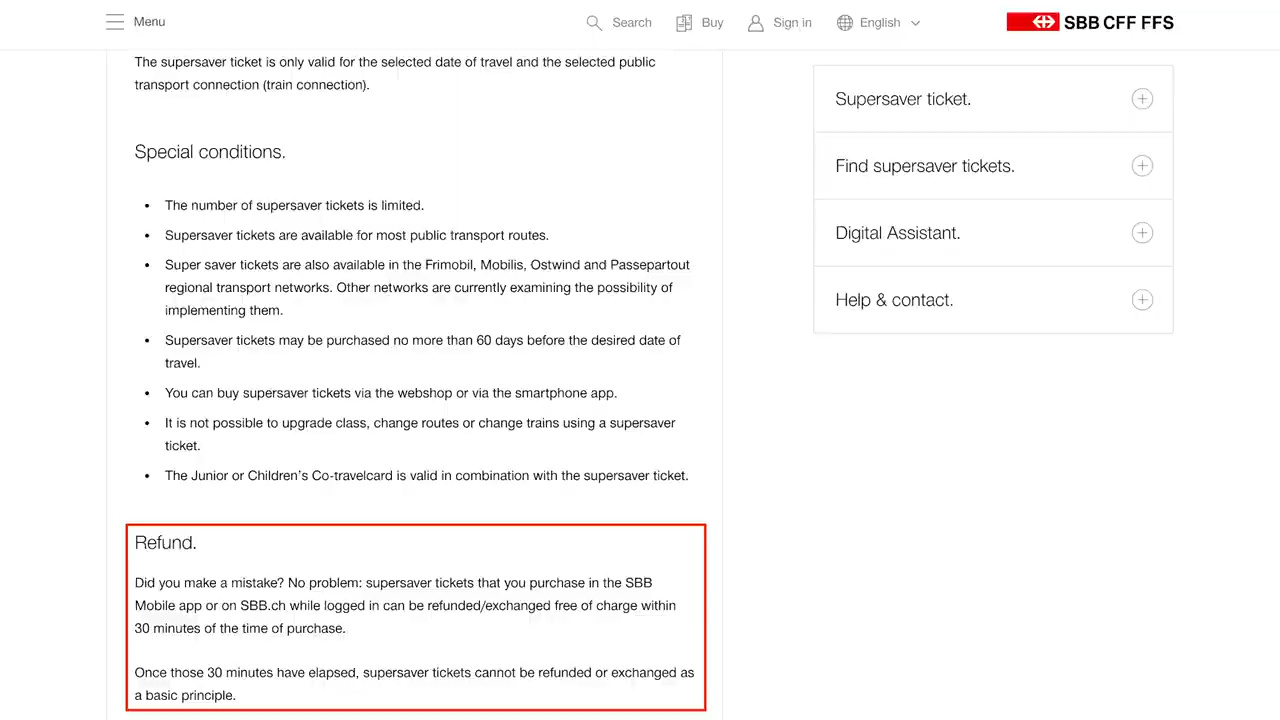 Menu
Search
Buy
Sign in
English
SBB CFF FFS
The supersaver ticket is only valid for the selected date of travel and the selected public
transport connection (train connection).
Special conditions.
• The number of supersaver tickets is limited.
• Supersaver tickets are available for most public transport routes.
• Super saver tickets are also available in the Frimobil, Mobilis, Ostwind and Passepartout
regional transport networks. Other networks are currently examining the possibility of
implementing them.
• Supersaver tickets may be purchased no more than 60 days before the desired date of
travel.
• You can buy supersaver tickets via the webshop or via the smartphone app.
• It is not possible to upgrade class, change routes or change trains using a supersaver
ticket.
• The Junior or Children's Co-travelcard is valid in combination with the supersaver ticket.
Refund.
Did you make a mistake? No problem: supersaver tickets that you purchase in the SBB
Mobile app or on SBB.ch while logged in can be refunded/exchanged free of charge within
30 minutes of the time of purchase.
Once those 30 minutes have elapsed, supersaver tickets cannot be refunded or exchanged as
a basic principle.
Supersaver ticket.
Find supersaver tickets.
Digital Assistant.
Help & contact.